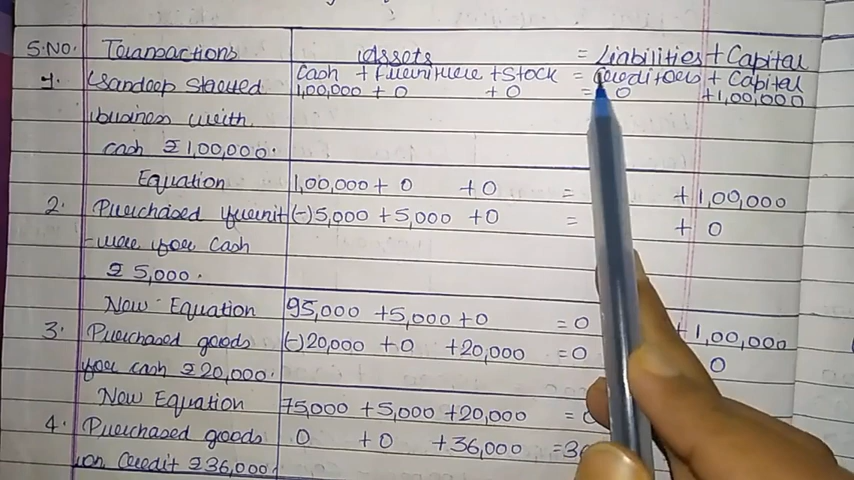 S.NO. Transactions Assets = Liabilities + Capital
1. Sandeep Started Cash + Furniture + Stock = Creditors + Capital
1,00,000 + 0 + 0 = 0 + 1,00,000
business with
cash ₹ 1,00,000.
Equation 1,00,000 + 0 + 0 = + 1,00,000
2. Purchased furnit (-) 5,000 + 5,000 + 0 = + 0
-ure for cash
₹ 5,000.
New Equation 95,000 + 5,000 + 0 = 0 + 1,00,000
3. Purchased goods (-) 20,000 + 0 + 20,000 = 0 0
for cash ₹ 20,000.
New Equation 75,000 + 5,000 + 20,000 =
4. Purchased goods 0 + 0 + 36,000 =
on Credit ₹ 36,000.